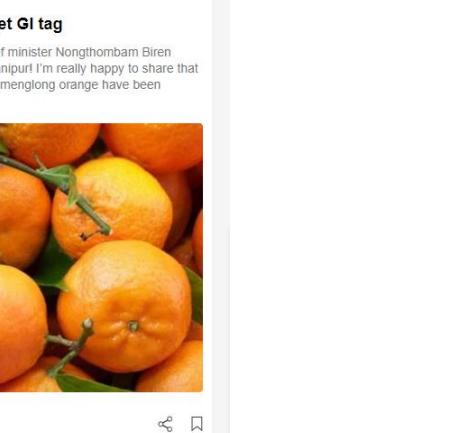 et GI tag
f minister Nongthombam Biren
nipur! I'm really happy to share that
menglong orange have been